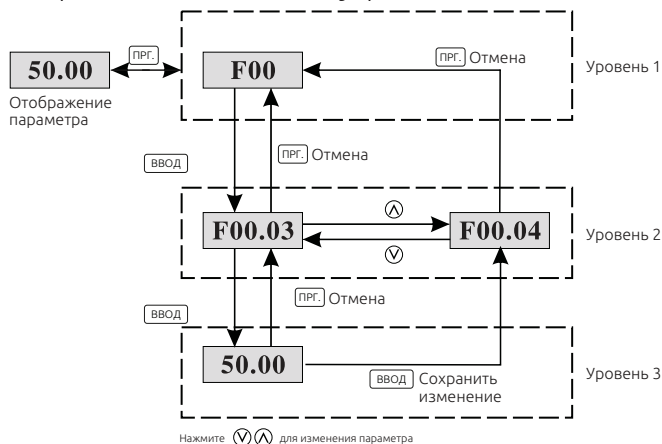 ПРГ.
50.00
F00
ПРГ. Отмена
Уровень 1
Отображение
параметра
ПРГ. Отмена
ВВОД
F00.03
F00.04
Уровень 2
ПРГ. Отмена
ВВОД
50.00
ВВОД Сохранить
изменение
Уровень 3
Нажмите для изменения параметра